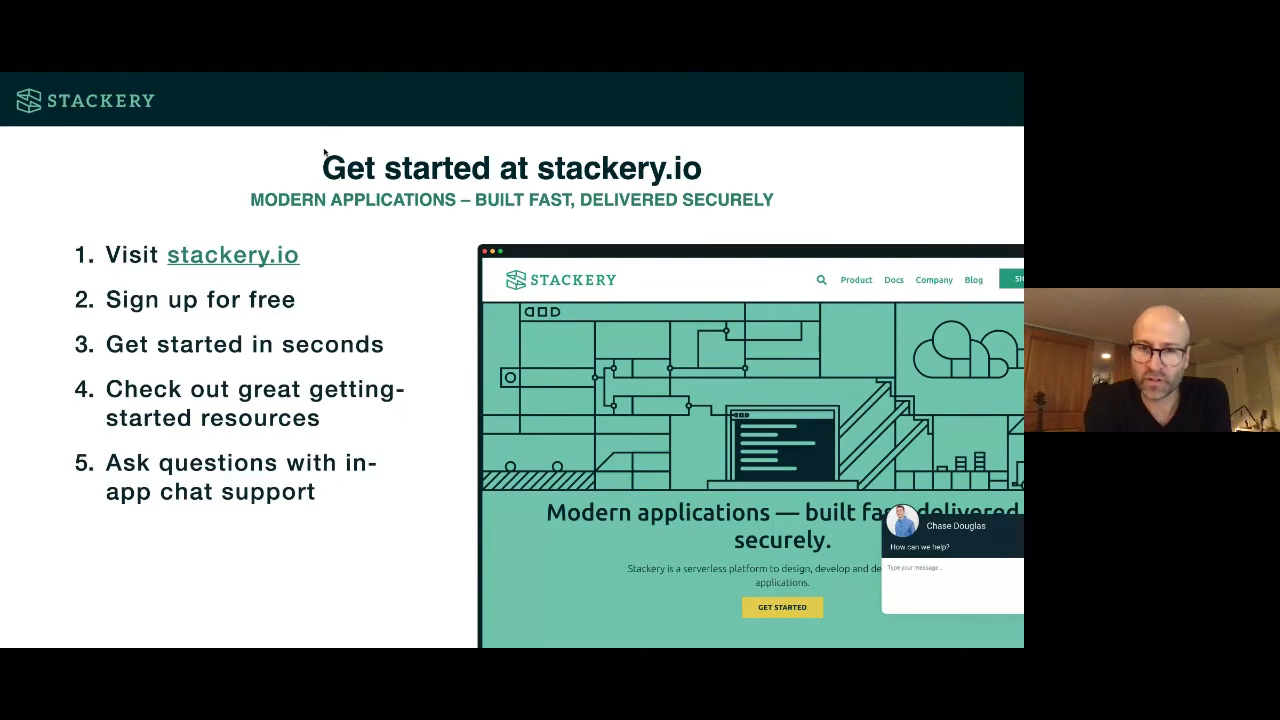 STACKERY
Get started at stackery.io
MODERN APPLICATIONS – BUILT FAST, DELIVERED SECURELY
1. Visit stackery.io
2. Sign up for free
3. Get started in seconds
4. Check out great getting-
started resources
5. Ask questions with in-
app chat support
STACKERY
Product Docs Company Blog
Modern applications — built fast, delivered
securely.
Stackery is a serverless platform to design, develop and de
applications.
GET STARTED
Chase Douglas
How can we help?
Type your message..